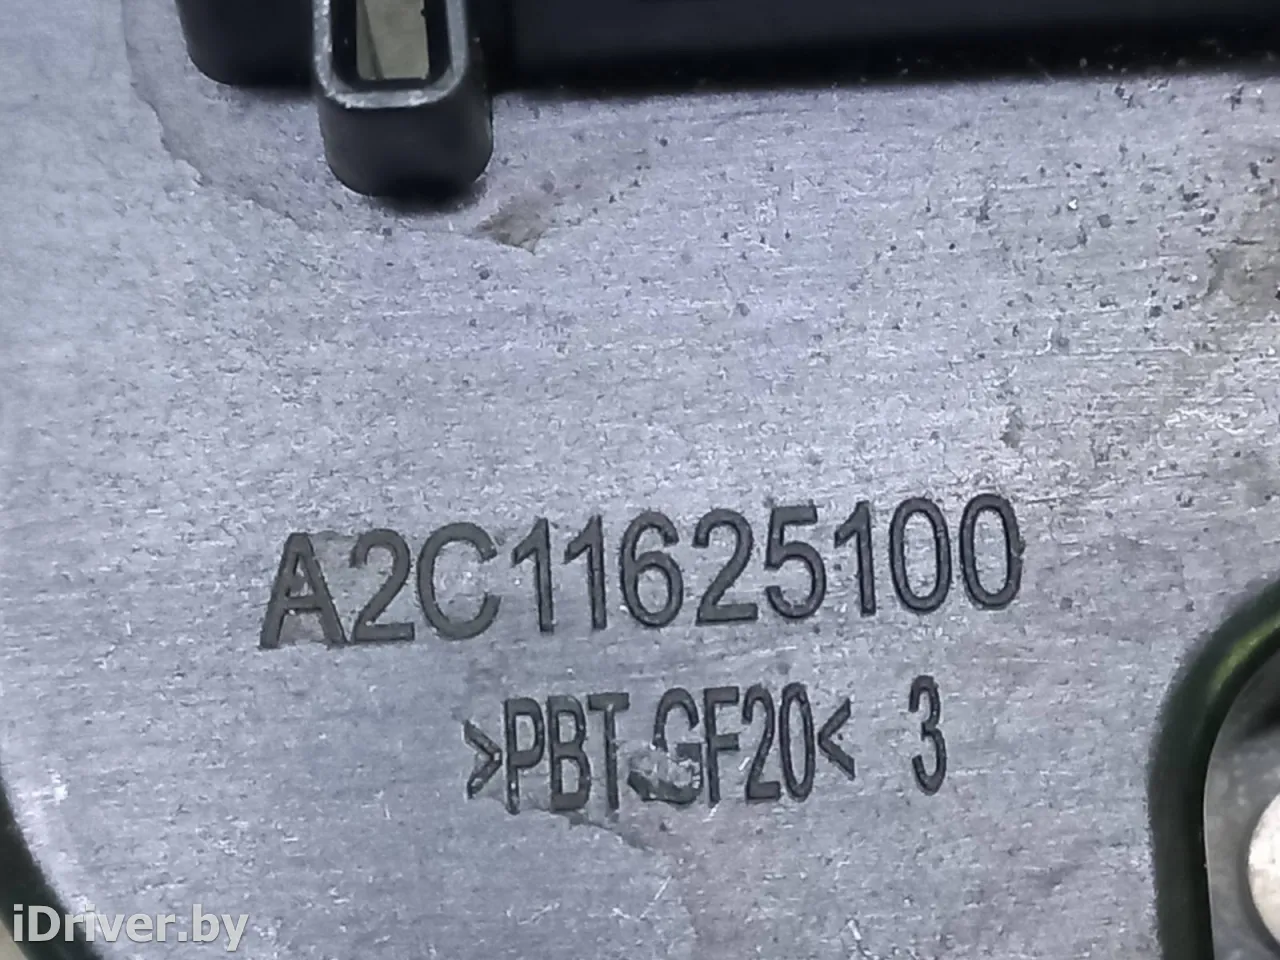 A2C11625100
>PBT GF20< 3
iDriver.by